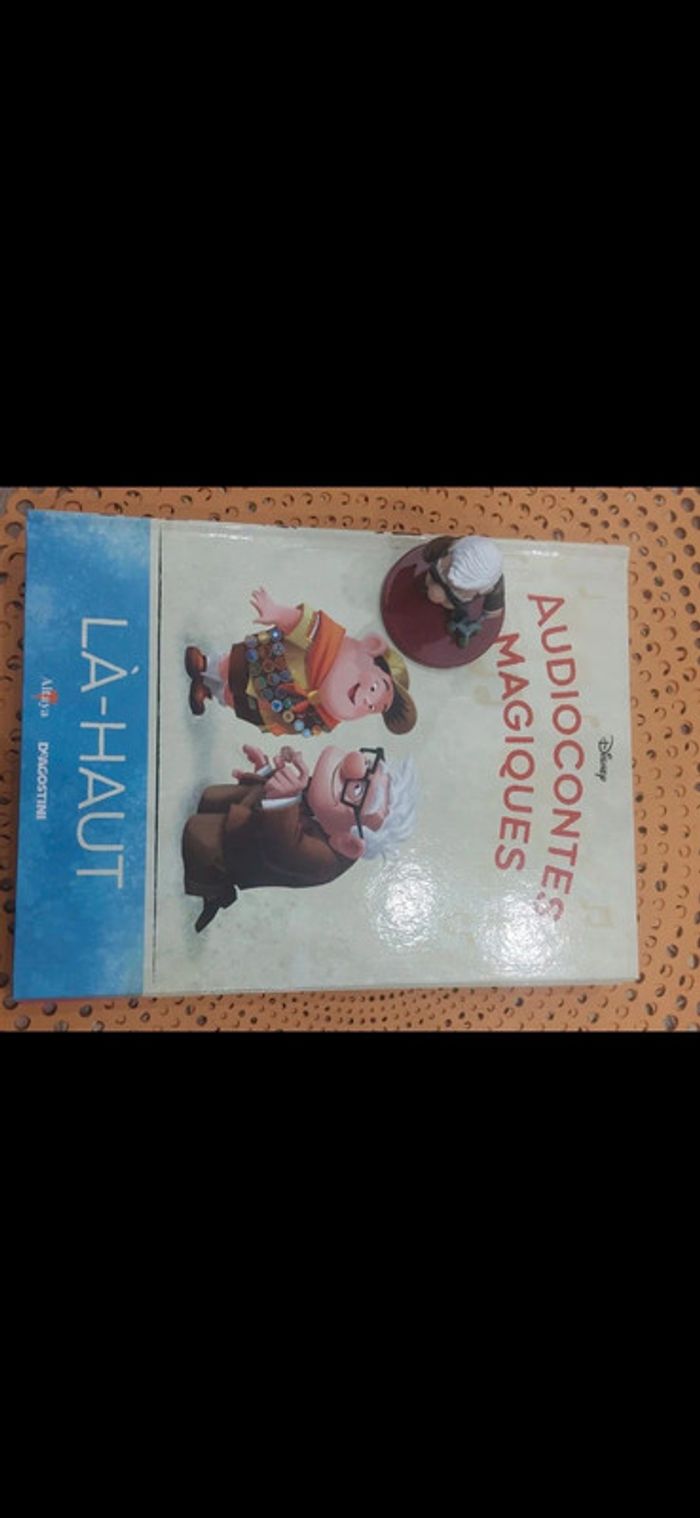 Disney
AUDIOCONTES
MAGIQUES
LÀ-HAUT
Altaya DEAGOSTINI